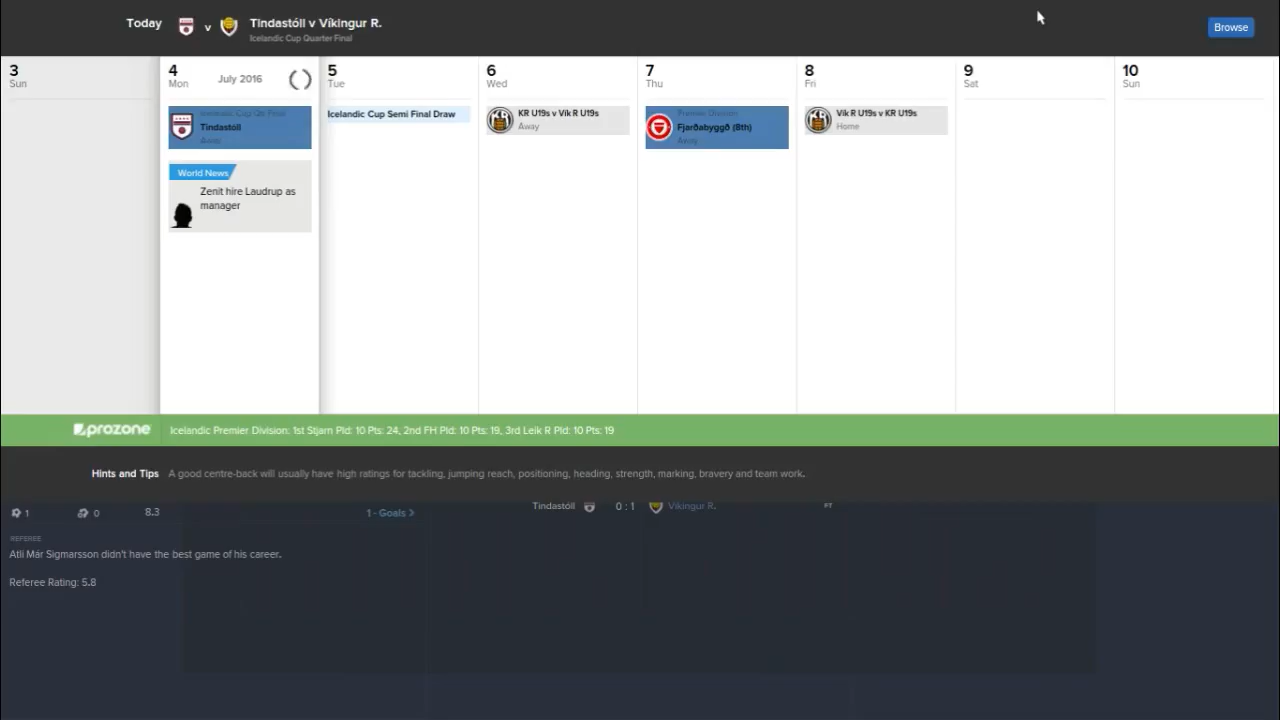 Today v Tindastóll v Víkingur R.
Icelandic Cup Quarter Final
Browse
3
Sun
4
Mon
July 2016
5
Tue
6
Wed
7
Thu
8
Fri
9
Sat
10
Sun
Icelandic Cup Qtr Final
Tindastóll
Away
World News
Zenit hire Laudrup as
manager
Icelandic Cup Semi Final Draw
KR U19s v Vik R U19s
Away
Premier Division
Fjarðabyggð (8th)
Away
Vik R U19s v KR U19s
Home
prozone
Icelandic Premier Division: 1st Stjarn Pld: 10 Pts: 24, 2nd FH Pld: 10 Pts: 19, 3rd Leik R Pld: 10 Pts: 19
Hints and Tips A good centre-back will usually have high ratings for tackling, jumping reach, positioning, heading, strength, marking, bravery and team work.
Tindastóll 0 : 1 Víkingur R. FT
1 0 8.3 1 - Goals >
REFEREE
Atli Már Sigmarsson didn't have the best game of his career.
Referee Rating: 5.8